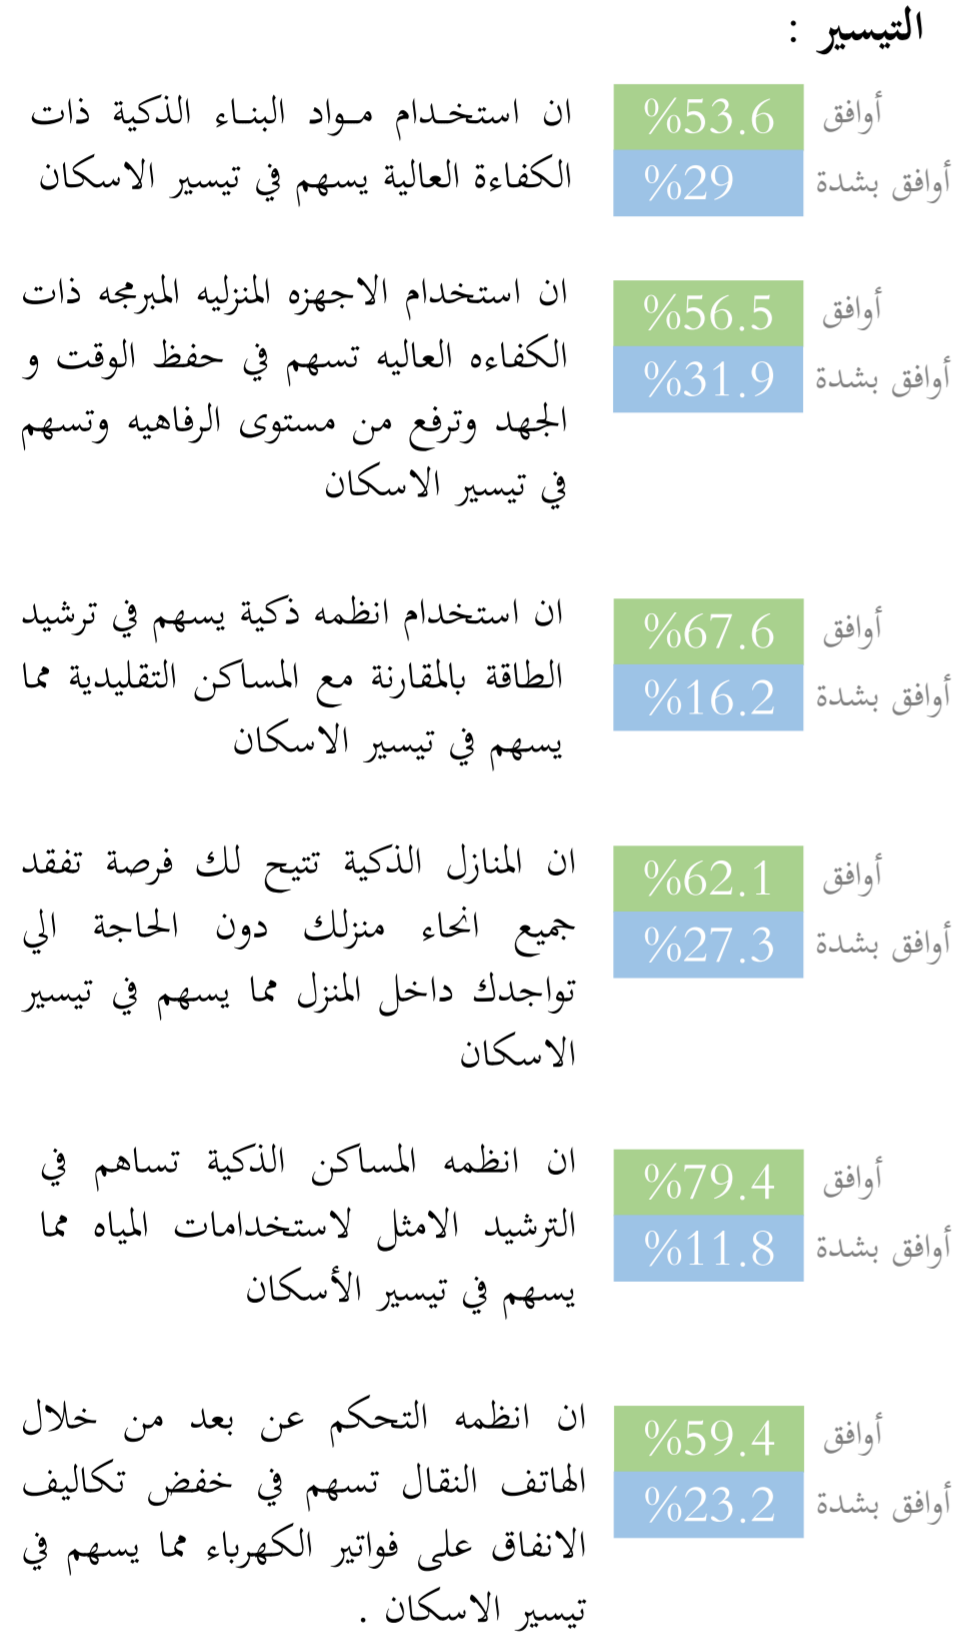 التيسير :
أوافق %53.6
أوافق بشدة %29
ان استخدام مواد البناء الذكية ذات
الكفاءة العالية يسهم في تيسير الاسكان
أوافق %56.5
أوافق بشدة %31.9
ان استخدام الاجهزه المنزليه المبرمجه ذات
الكفاءه العاليه تسهم في حفظ الوقت و
الجهد وترفع من مستوى الرفاهيه وتسهم
في تيسير الاسكان
أوافق %67.6
أوافق بشدة %16.2
ان استخدام انظمه ذكية يسهم في ترشيد
الطاقة بالمقارنة مع المساكن التقليدية مما
يسهم في تيسير الاسكان
أوافق %62.1
أوافق بشدة %27.3
ان المنازل الذكية تتيح لك فرصة تفقد
جميع انحاء منزلك دون الحاجة الي
تواجدك داخل المنزل مما يسهم في تيسير
الاسكان
أوافق %79.4
أوافق بشدة %11.8
ان انظمه المساكن الذكية تساهم في
الترشيد الامثل لاستخدامات المياه مما
يسهم في تيسير الأسكان
أوافق %59.4
أوافق بشدة %23.2
ان انظمه التحكم عن بعد من خلال
الهاتف النقال تسهم في خفض تكاليف
الانفاق على فواتير الكهرباء مما يسهم في
تيسير الاسكان .